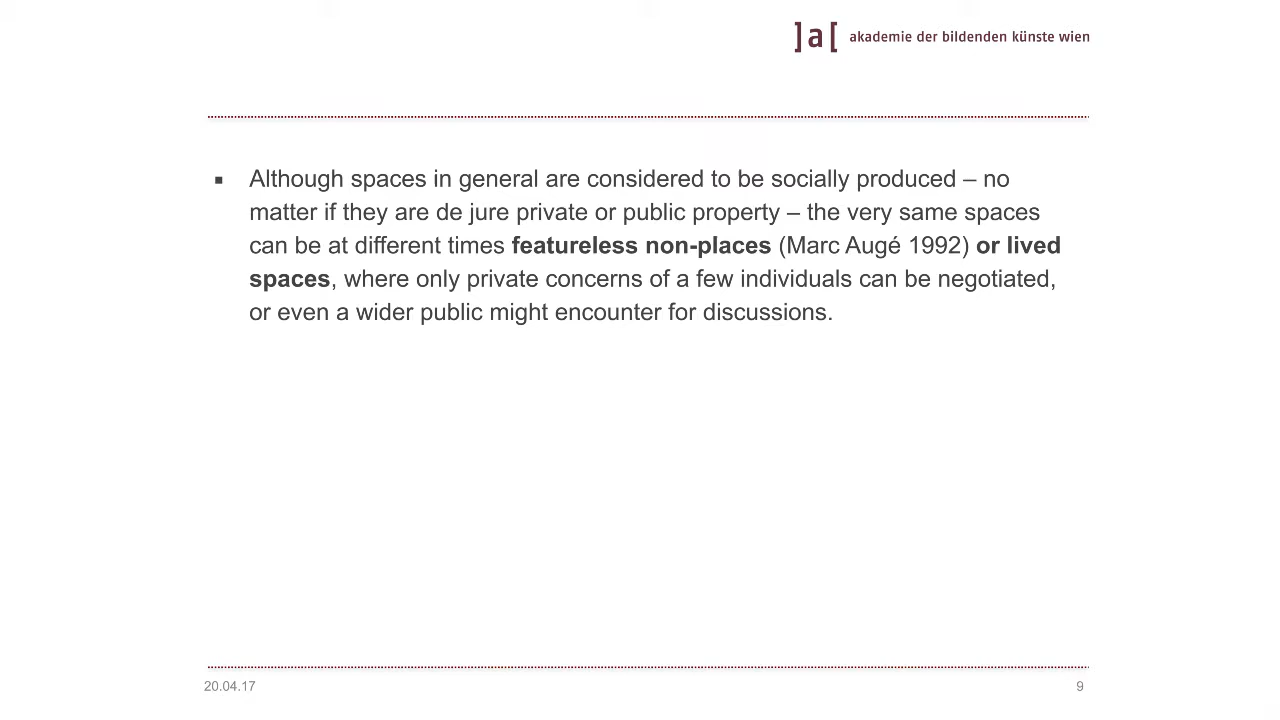 ]a[ akademie der bildenden künste wien
▪ Although spaces in general are considered to be socially produced – no
matter if they are de jure private or public property – the very same spaces
can be at different times featureless non-places (Marc Augé 1992) or lived
spaces, where only private concerns of a few individuals can be negotiated,
or even a wider public might encounter for discussions.
20.04.17
9